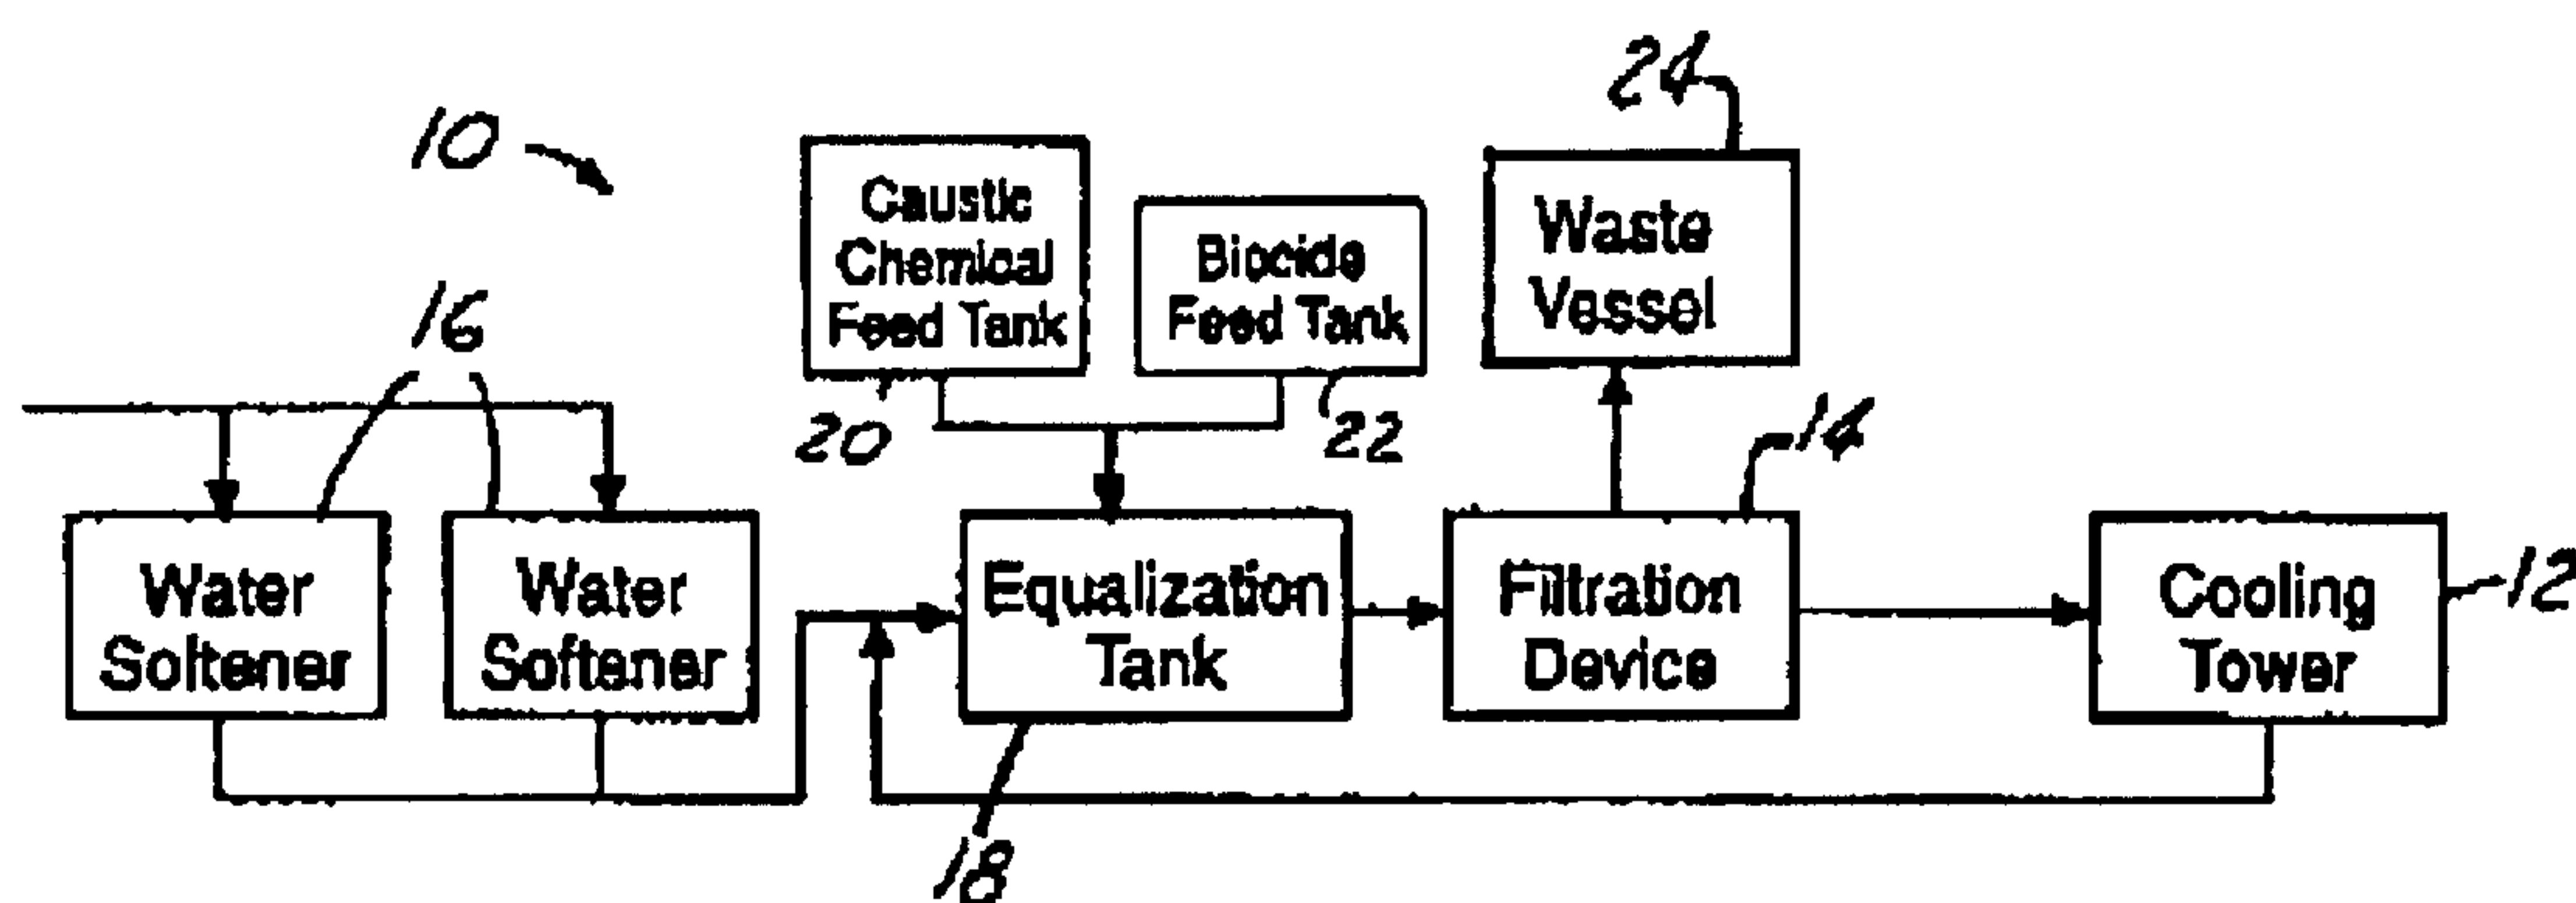 10
24
Caustic
Chemical
Feed Tank
Biocide
Feed Tank
Waste
Vessel
16
20
22
14
Water
Softener
Water
Softener
Equalization
Tank
Filtration
Device
Cooling
Tower
12
18